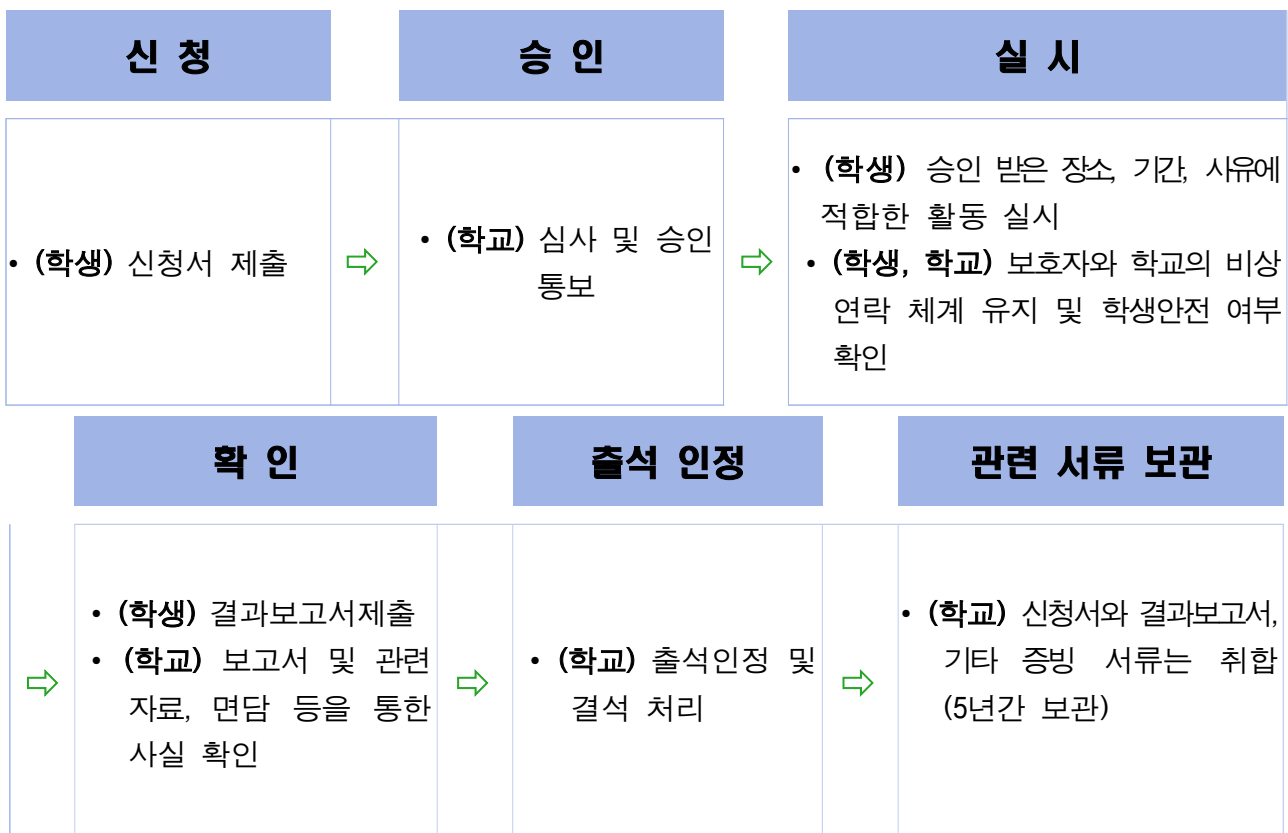 신 청
승 인
실 시
• (학생) 신청서 제출
⇨
• (학교) 심사 및 승인
통보
⇨
• (학생) 승인 받은 장소, 기간, 사유에
적합한 활동 실시
• (학생, 학교) 보호자와 학교의 비상
연락 체계 유지 및 학생안전 여부
확인
확 인
출석 인정
관련 서류 보관
⇨
• (학생) 결과보고서제출
• (학교) 보고서 및 관련
자료, 면담 등을 통한
사실 확인
⇨
• (학교) 출석인정 및
결석 처리
⇨
• (학교) 신청서와 결과보고서,
기타 증빙 서류는 취합
(5년간 보관)